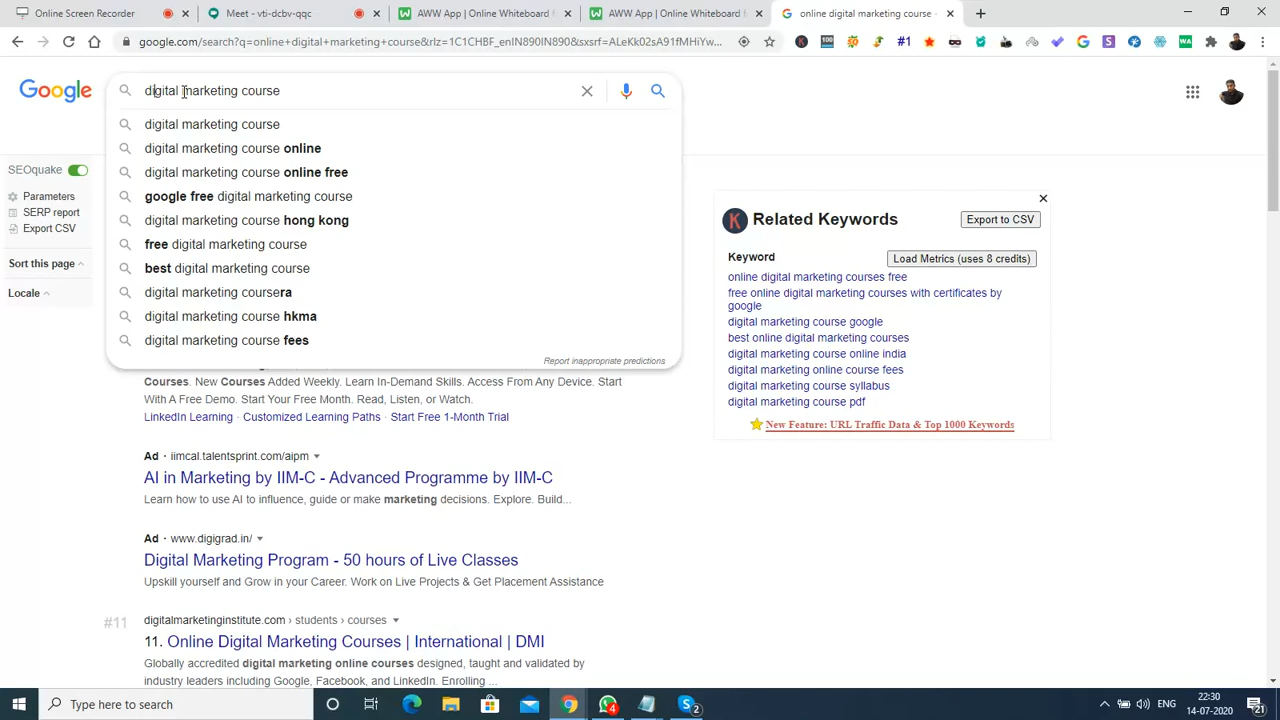 Online Screen Recorder
Meet - vti-dcbv-qqc
AWW App | Online Whiteboard f
AWW App | Online Whiteboard f
online digital marketing course -
google.com/search?q=online+digital+marketing+course&rlz=1C1CHBF_enIN890IN890&sxsrf=ALeKk02sA91fMHiYw...
100
#1
S
WA
Google
digital marketing course
digital marketing course
digital marketing course online
digital marketing course online free
google free digital marketing course
digital marketing course hong kong
free digital marketing course
best digital marketing course
digital marketing coursera
digital marketing course hkma
digital marketing course fees
Report inappropriate predictions
SEOquake
Parameters
SERP report
Export CSV
Sort this page
Locale
Courses. New Courses Added Weekly. Learn In-Demand Skills. Access From Any Device. Start
With A Free Demo. Start Your Free Month. Read, Listen, or Watch.
LinkedIn Learning · Customized Learning Paths · Start Free 1-Month Trial
Ad · iimcal.talentsprint.com/aipm
AI in Marketing by IIM-C - Advanced Programme by IIM-C
Learn how to use AI to influence, guide or make marketing decisions. Explore. Build...
Ad · www.digigrad.in/
Digital Marketing Program - 50 hours of Live Classes
Upskill yourself and Grow in your Career. Work on Live Projects & Get Placement Assistance
#11
digitalmarketinginstitute.com › students › courses
11. Online Digital Marketing Courses | International | DMI
Globally accredited digital marketing online courses designed, taught and validated by
industry leaders including Google, Facebook, and LinkedIn. Enrolling ...
K Related Keywords
Export to CSV
Keyword
Load Metrics (uses 8 credits)
online digital marketing courses free
free online digital marketing courses with certificates by
google
digital marketing course google
best online digital marketing courses
digital marketing course online india
digital marketing online course fees
digital marketing course syllabus
digital marketing course pdf
New Feature: URL Traffic Data & Top 1000 Keywords
Type here to search
4
2
ENG
22:30
14-07-2020
21